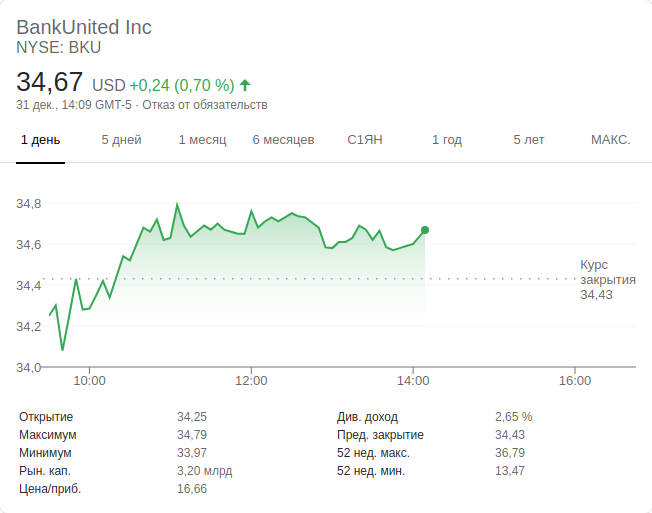 BankUnited Inc
NYSE: BKU
34,67 USD +0,24 (0,70 %)
31 дек., 14:09 GMT-5 · Отказ от обязательств
1 день 5 дней 1 месяц 6 месяцев С1ЯН 1 год 5 лет МАКС.
34,8
34,6
Курс
закрытия
34,4
34,43
34,2
34,0
10:00 12:00 14:00 16:00
Открытие 34,25 Див. доход 2,65 %
Максимум 34,79 Пред. закрытие 34,43
Минимум 33,97 52 нед. макс. 36,79
Рын. кап. 3,20 млрд 52 нед. мин. 13,47
Цена/приб. 16,66